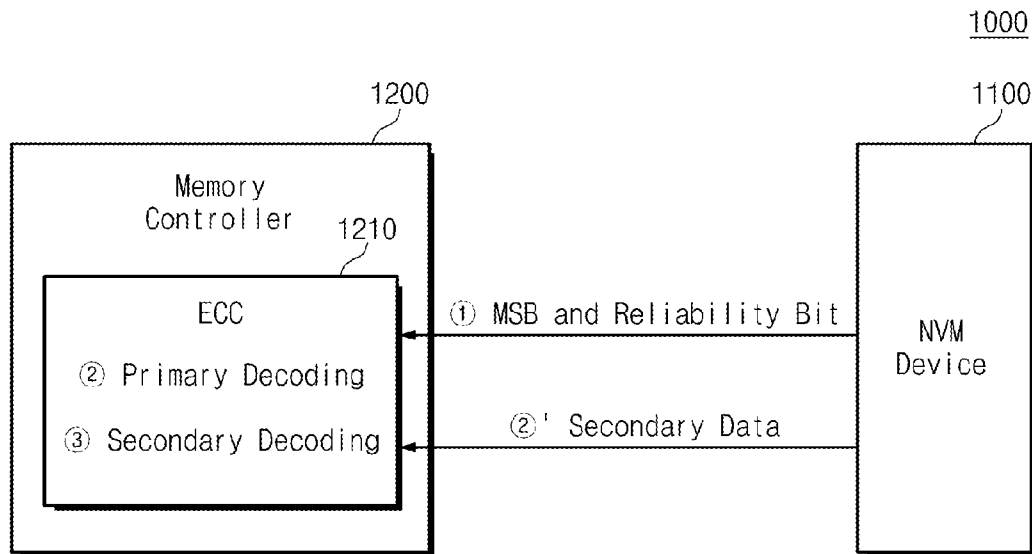 1000
1200
1100
Memory
Controller
1210
ECC
① MSB and Reliability Bit
NVM
Device
② Primary Decoding
②' Secondary Data
③ Secondary Decoding